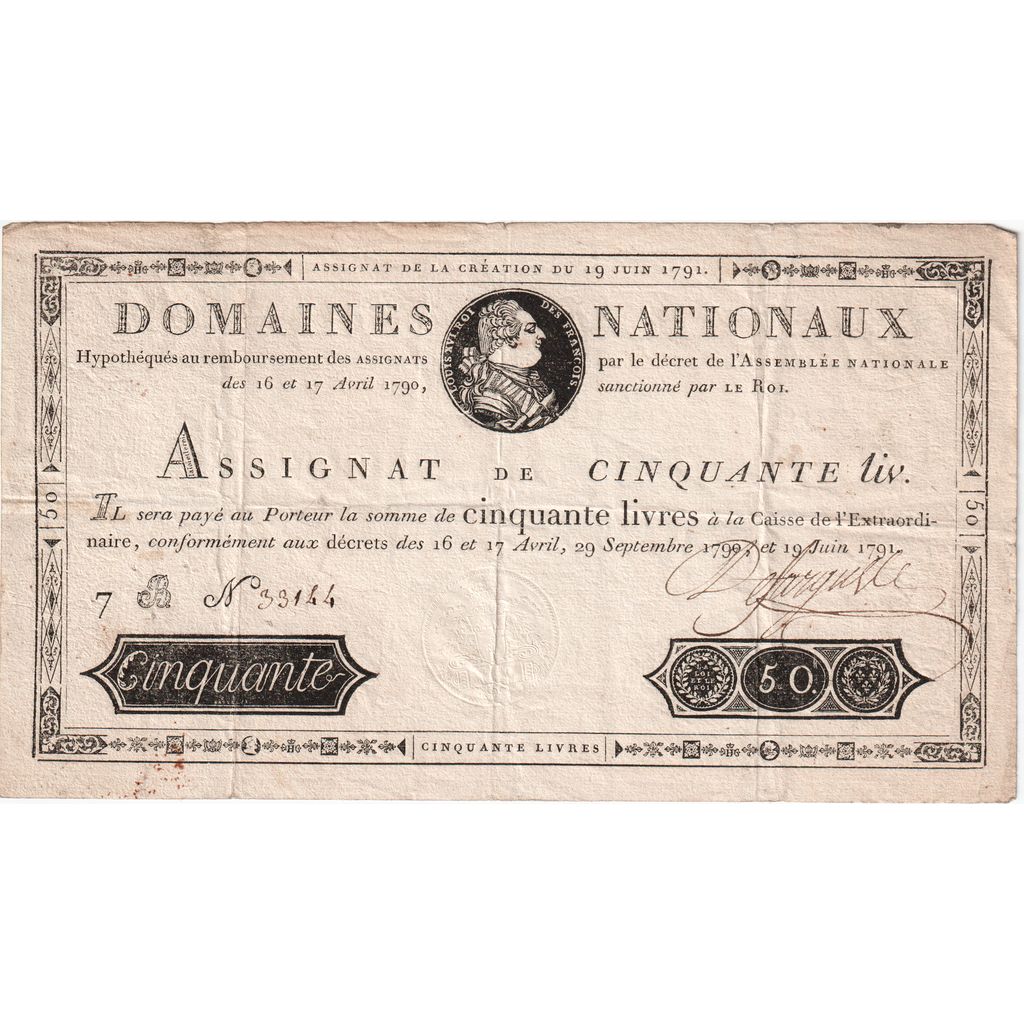 ASSIGNAT DE LA CRÉATION DU 19 JUIN 1791.
DOMAINES NATIONAUX
LOUIS XVI. ROI DES FRANÇOIS.
Hypothéqués au remboursement des ASSIGNATS par le décret de l'ASSEMBLÉE NATIONALE
des 16 et 17 Avril 1790, sanctionné par LE ROI.
ASSIGNAT DE CINQUANTE liv.
IL sera payé au Porteur la somme de cinquante livres à la Caisse de l'Extraordi-
naire, conformément aux décrets des 16 et 17 Avril, 29 Septembre 1790, et 19 Juin 1791.
7 B N° 33144
Cinquante
LOI ET LE ROI
50.
50
50
CINQUANTE LIVRES